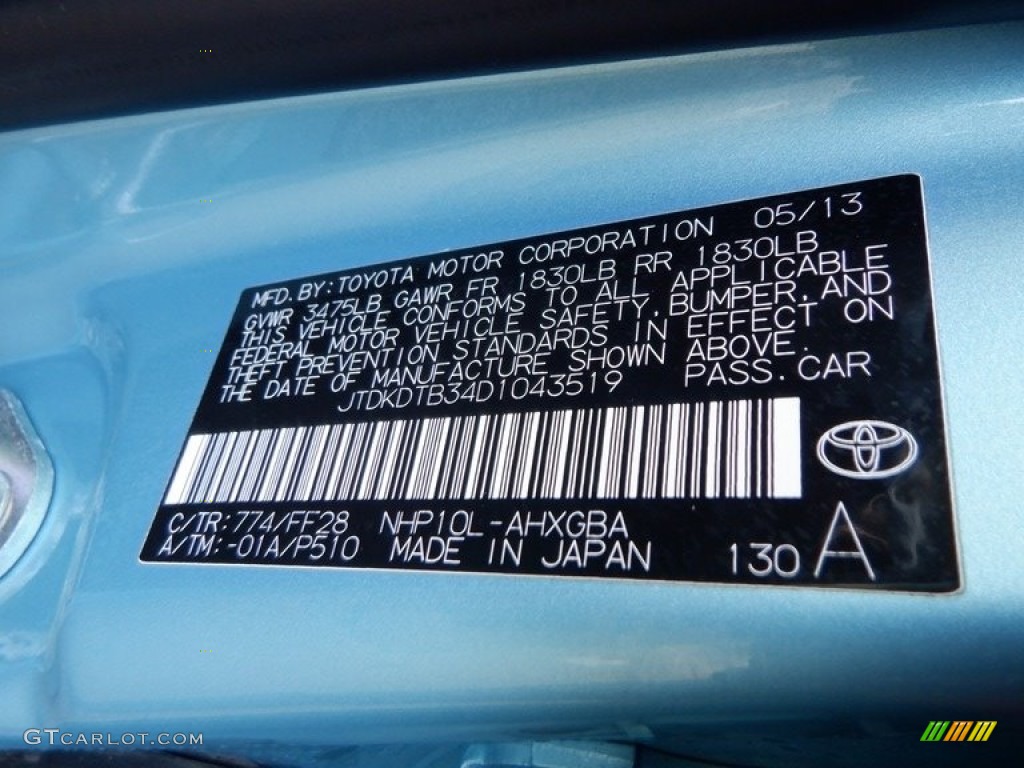 MFD.BY:TOYOTA MOTOR CORPORATION 05/13
GVWR 3475LB GAWR FR 1830LB RR 1830LB
THIS VEHICLE CONFORMS TO ALL APPLICABLE
FEDERAL MOTOR VEHICLE SAFETY,BUMPER,AND
THEFT PREVENTION STANDARDS IN EFFECT ON
THE DATE OF MANUFACTURE SHOWN ABOVE.
JTDKDTB34D1043519 PASS.CAR
C/TR:774/FF28 NHP10L-AHXGBA
A/TM:-01A/P510 MADE IN JAPAN 130 A
GTCARLOT.COM